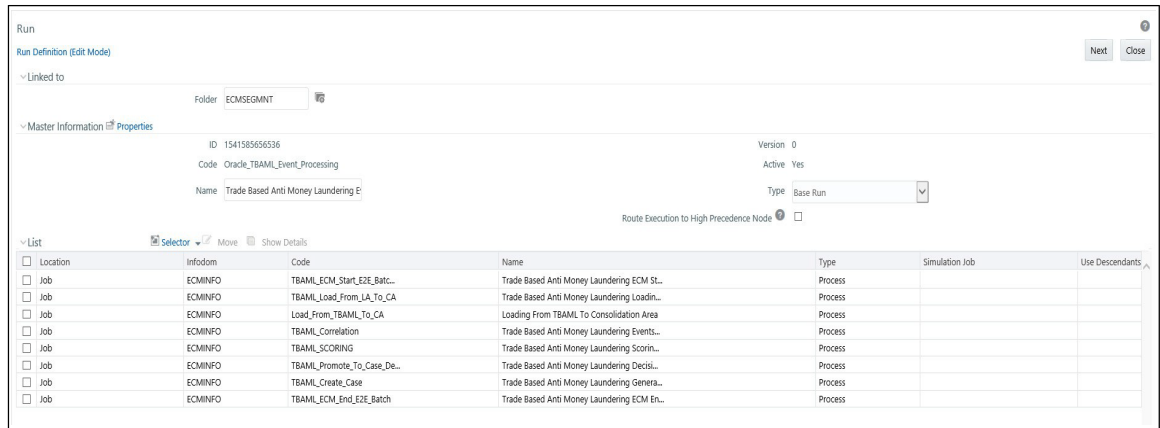 Run
Run Definition (Edit Mode)
Next Close
Linked to
Folder ECMSEGMNT
Master Information Properties
ID 1541585656536 Version 0
Code Oracle_TBAML_Event_Processing Active Yes
Name Trade Based Anti Money Laundering E Type Base Run
Route Execution to High Precedence Node
List Selector Move Show Details
Location Infodom Code Name Type Simulation Job Use Descendants
Job ECMINFO TBAML_ECM_Start_E2E_Batc... Trade Based Anti Money Laundering ECM St... Process
Job ECMINFO TBAML_Load_From_LA_To_CA Trade Based Anti Money Laundering Loadin... Process
Job ECMINFO Load_From_TBAML_To_CA Loading From TBAML To Consolidation Area Process
Job ECMINFO TBAML_Correlation Trade Based Anti Money Laundering Events... Process
Job ECMINFO TBAML_SCORING Trade Based Anti Money Laundering Scorin... Process
Job ECMINFO TBAML_Promote_To_Case_De... Trade Based Anti Money Laundering Decisi... Process
Job ECMINFO TBAML_Create_Case Trade Based Anti Money Laundering Genera... Process
Job ECMINFO TBAML_ECM_End_E2E_Batch Trade Based Anti Money Laundering ECM En... Process